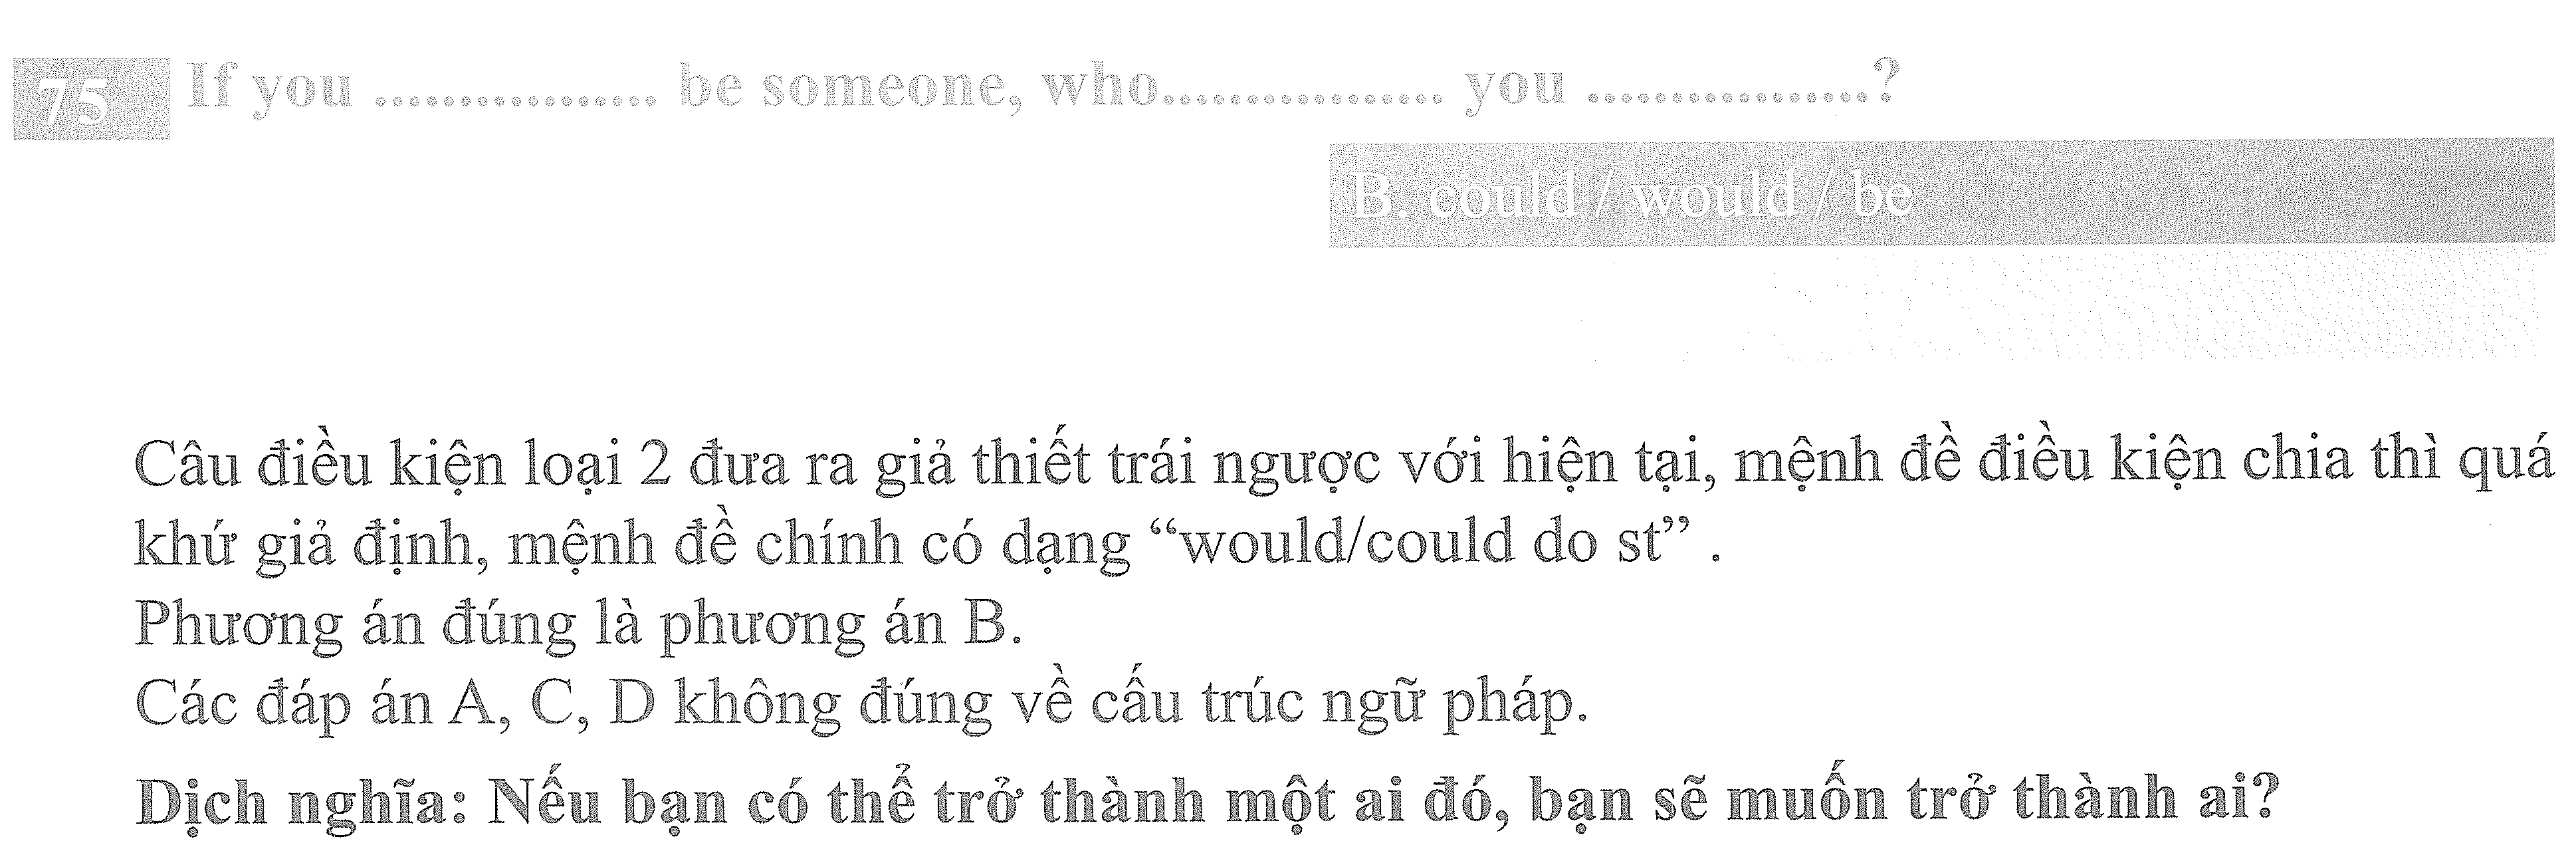 75 If you ................. be someone, who................. you .................?
B. could / would / be
Câu điều kiện loại 2 đưa ra giả thiết trái ngược với hiện tại, mệnh đề điều kiện chia thì quá
khứ giả định, mệnh đề chính có dạng “would/could do st” .
Phương án đúng là phương án B.
Các đáp án A, C, D không đúng về cấu trúc ngữ pháp.
Dịch nghĩa: Nếu bạn có thể trở thành một ai đó, bạn sẽ muốn trở thành ai?